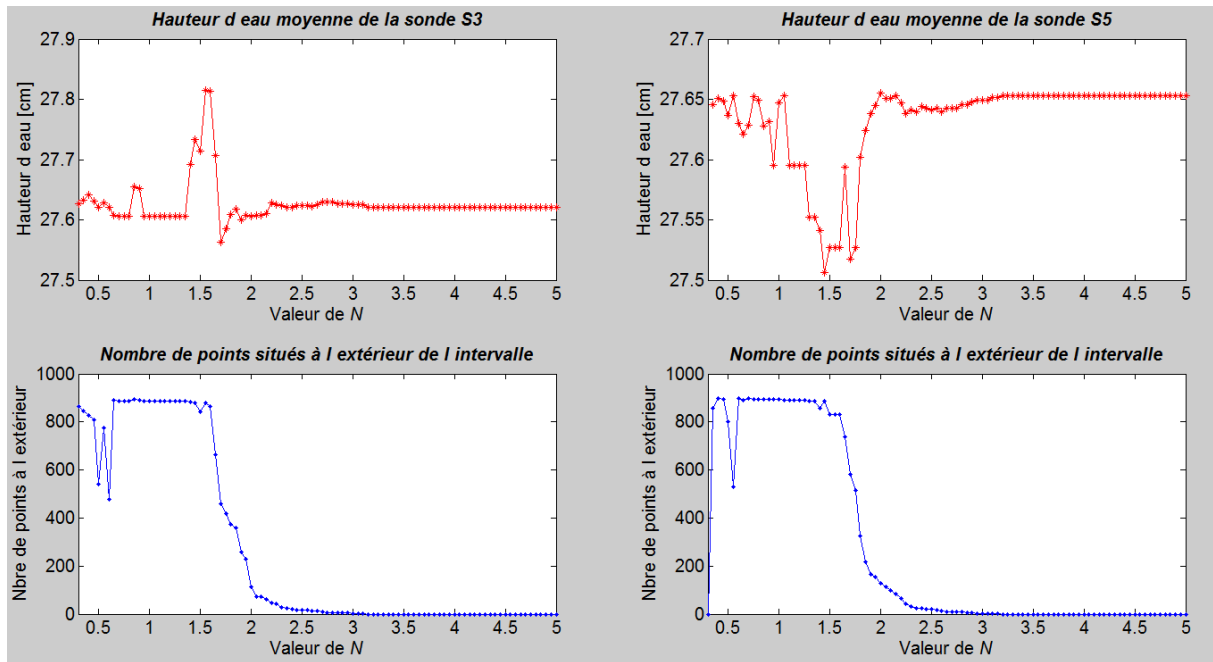 Hauteur d eau moyenne de la sonde S3
27.9
27.8
27.7
27.6
27.5
Hauteur d eau [cm]
0.5 1 1.5 2 2.5 3 3.5 4 4.5 5
Valeur de N
Hauteur d eau moyenne de la sonde S5
27.7
27.65
27.6
27.55
27.5
Hauteur d eau [cm]
0.5 1 1.5 2 2.5 3 3.5 4 4.5 5
Valeur de N
Nombre de points situés à l extérieur de l intervalle
1000
800
600
400
200
0
Nbre de points à l extérieur
0.5 1 1.5 2 2.5 3 3.5 4 4.5 5
Valeur de N
Nombre de points situés à l extérieur de l intervalle
1000
800
600
400
200
0
Nbre de points à l extérieur
0.5 1 1.5 2 2.5 3 3.5 4 4.5 5
Valeur de N